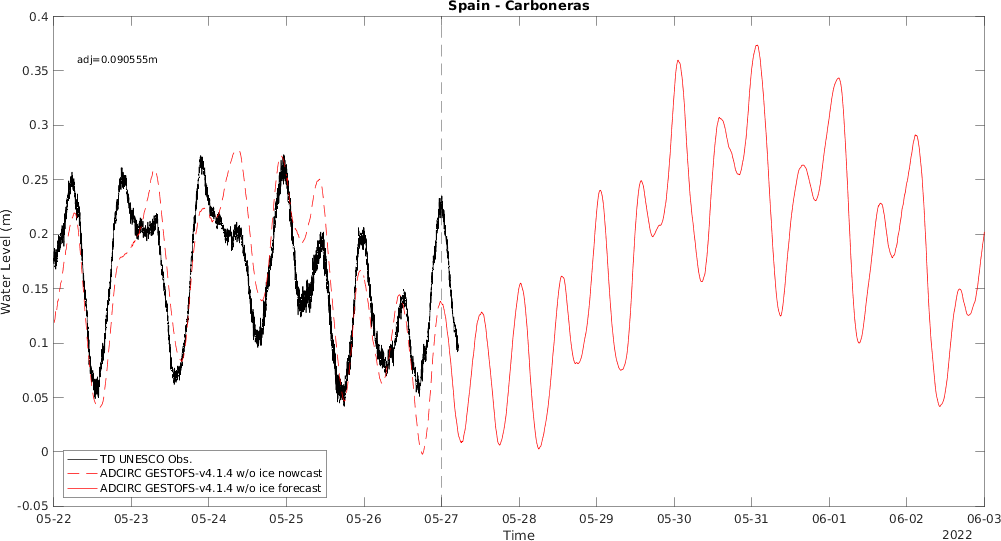 Spain - Carboneras
adj=0.090555m
Water Level (m)
0.4
0.35
0.3
0.25
0.2
0.15
0.1
0.05
0
-0.05
TD UNESCO Obs.
ADCIRC GESTOFS-v4.1.4 w/o ice nowcast
ADCIRC GESTOFS-v4.1.4 w/o ice forecast
05-22 05-23 05-24 05-25 05-26 05-27 05-28 05-29 05-30 05-31 06-01 06-02 06-03
Time
2022